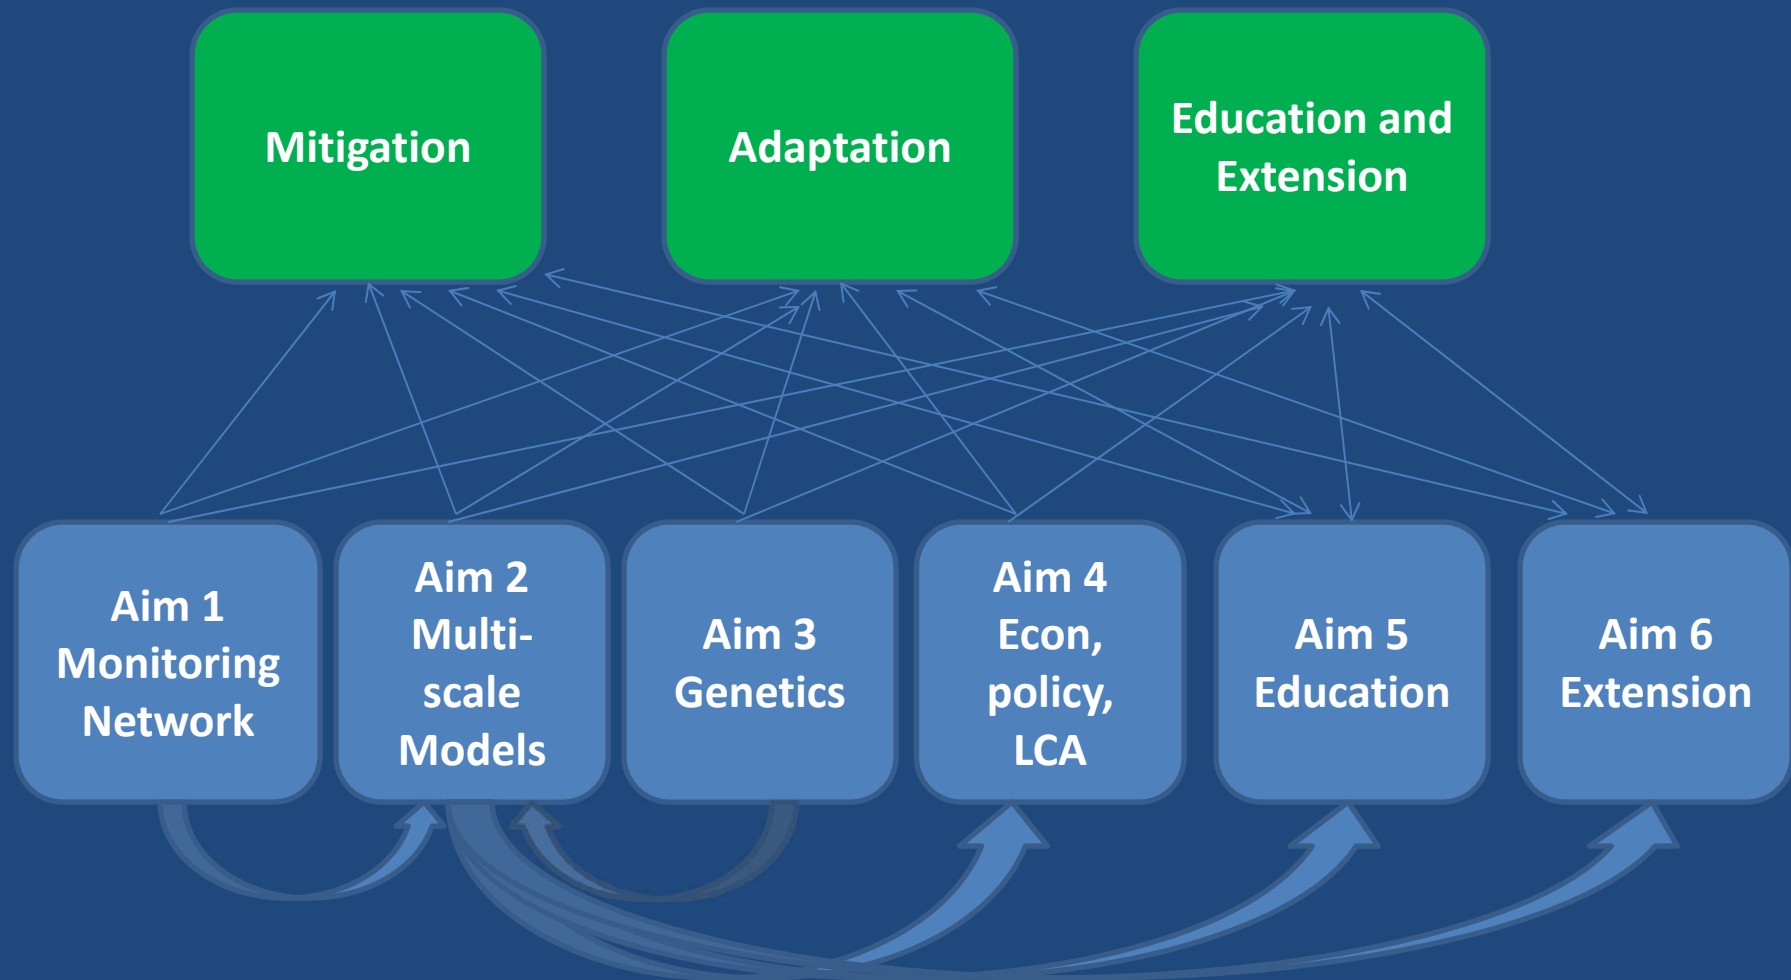 Mitigation
Adaptation
Education and
Extension
Aim 1
Monitoring
Network
Aim 2
Multi-
scale
Models
Aim 3
Genetics
Aim 4
Econ,
policy,
LCA
Aim 5
Education
Aim 6
Extension